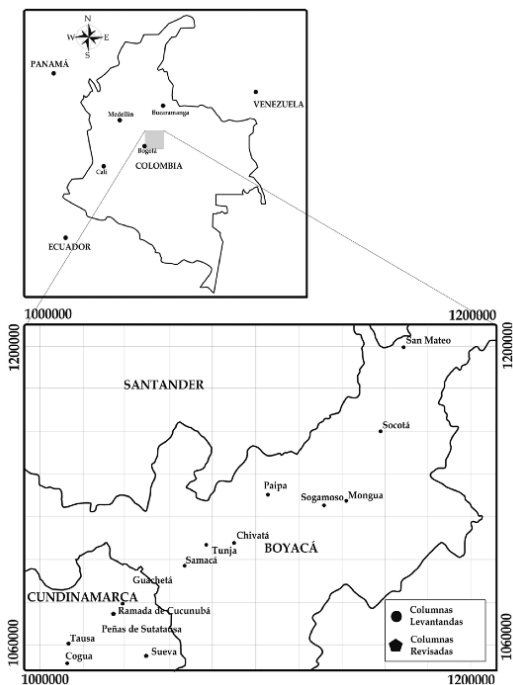 N
W E
S
PANAMÁ
VENEZUELA
Medellín
Bucaramanga
Bogotá
COLOMBIA
Cali
ECUADOR
1000000 1200000
1200000 1200000
San Mateo
SANTANDER
Socotá
Paipa
Sogamoso Mongua
Chivatá
Tunja
BOYACÁ
Samacá
Guachetá
CUNDINAMARCA
Ramada de Cucunubá
Peñas de Sutatausa
Tausa
Sueva
Cogua
Columnas
Levantandas
Columnas
Revisadas
1060000 1060000
1000000 1200000